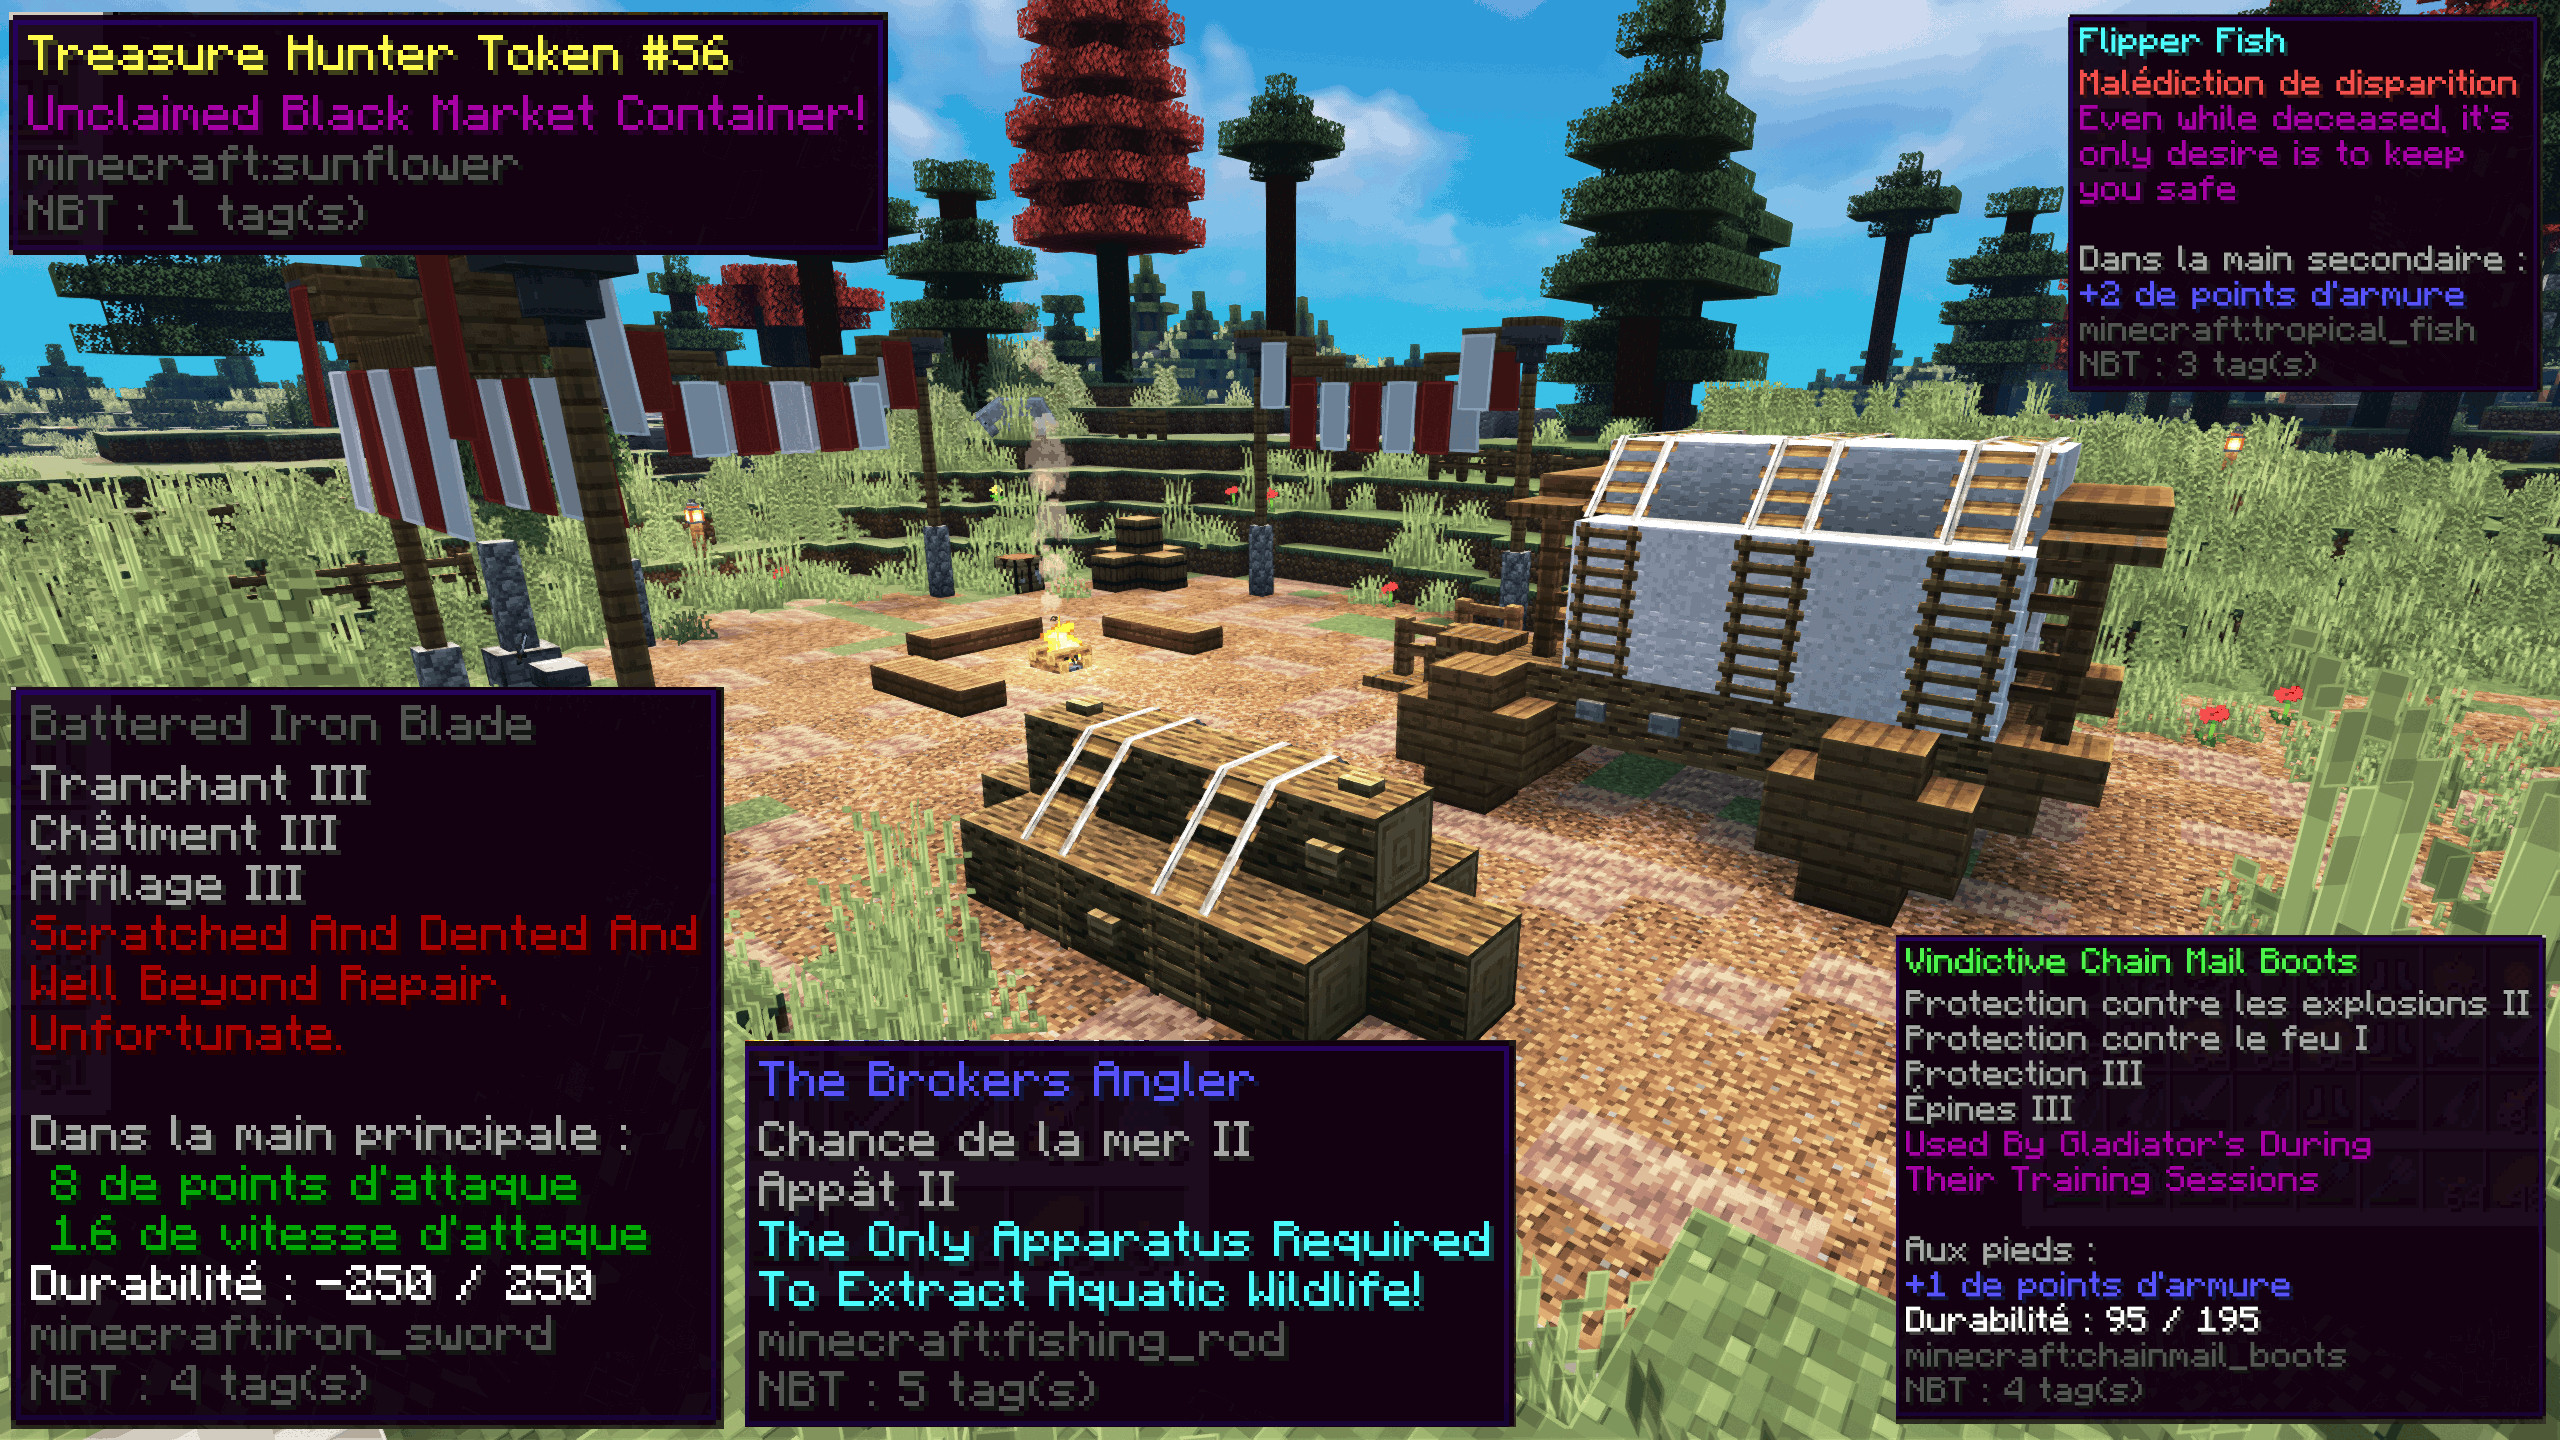 Treasure Hunter Token #56
Unclaimed Black Market Container!
minecraft:sunflower
NBT : 1 tag(s)
Flipper Fish
Malédiction de disparition
Even while deceased, it's
only desire is to keep
you safe
Dans la main secondaire :
+2 de points d'armure
minecraft:tropical_fish
NBT : 3 tag(s)
Battered Iron Blade
Tranchant III
Châtiment III
Affilage III
Scratched And Dented And
Well Beyond Repair,
Unfortunate.
Dans la main principale :
8 de points d'attaque
1.6 de vitesse d'attaque
Durabilité : -250 / 250
minecraft:iron_sword
NBT : 4 tag(s)
The Brokers Angler
Chance de la mer II
Appât II
The Only Apparatus Required
To Extract Aquatic Wildlife!
minecraft:fishing_rod
NBT : 5 tag(s)
Vindictive Chain Mail Boots
Protection contre les explosions II
Protection contre le feu I
Protection III
Épines III
Used By Gladiator's During
Their Training Sessions
Aux pieds :
+1 de points d'armure
Durabilité : 95 / 195
minecraft:chainmail_boots
NBT : 4 tag(s)